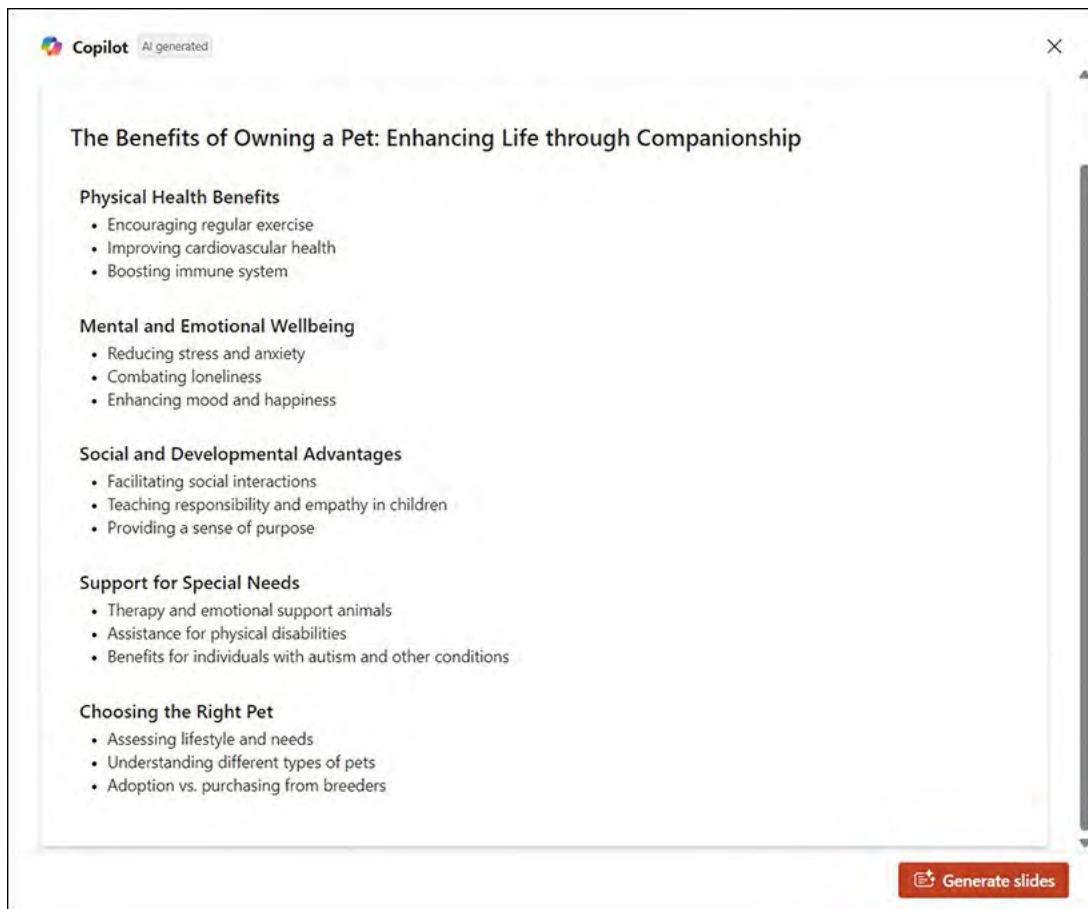 Copilot AI generated
The Benefits of Owning a Pet: Enhancing Life through Companionship
Physical Health Benefits
• Encouraging regular exercise
• Improving cardiovascular health
• Boosting immune system
Mental and Emotional Wellbeing
• Reducing stress and anxiety
• Combating loneliness
• Enhancing mood and happiness
Social and Developmental Advantages
• Facilitating social interactions
• Teaching responsibility and empathy in children
• Providing a sense of purpose
Support for Special Needs
• Therapy and emotional support animals
• Assistance for physical disabilities
• Benefits for individuals with autism and other conditions
Choosing the Right Pet
• Assessing lifestyle and needs
• Understanding different types of pets
• Adoption vs. purchasing from breeders
Generate slides